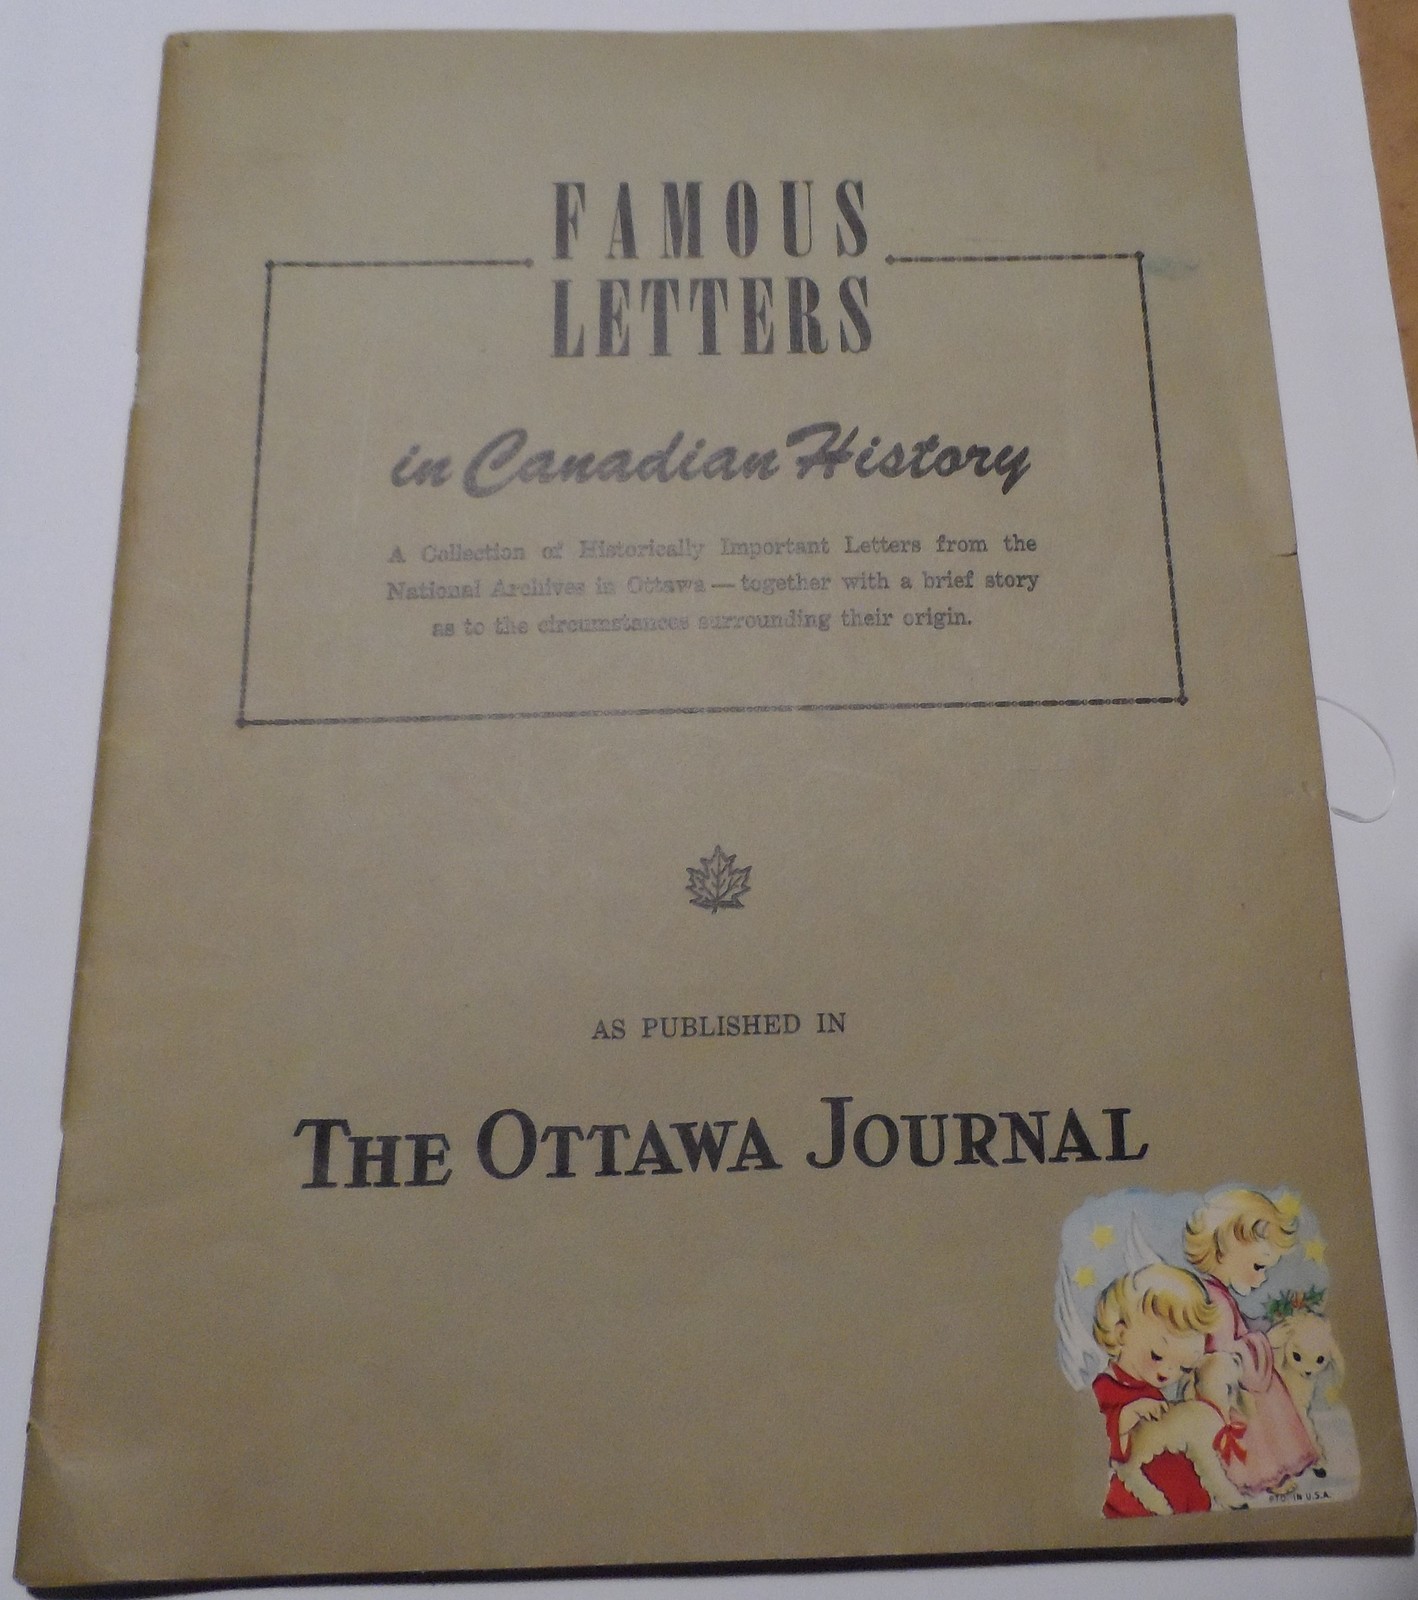 FAMOUS
LETTERS
in Canadian History
A Collection of Historically Important Letters from the
National Archives in Ottawa — together with a brief story
as to the circumstances surrounding their origin.
AS PUBLISHED IN
THE OTTAWA JOURNAL
IN U.S.A.